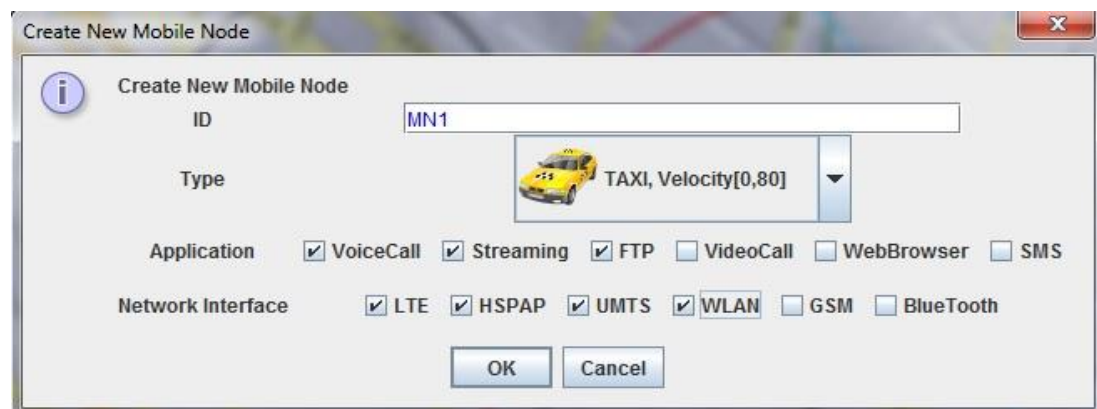 Create New Mobile Node
Create New Mobile Node
ID MN1
Type TAXI, Velocity[0,80]
Application VoiceCall Streaming FTP VideoCall WebBrowser SMS
Network Interface LTE HSPAP UMTS WLAN GSM BlueTooth
OK Cancel